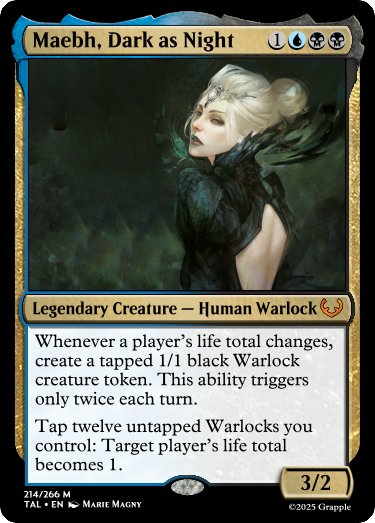 Maebh, Dark as Night 1
Legendary Creature — Human Warlock
Whenever a player's life total changes,
create a tapped 1/1 black Warlock
creature token. This ability triggers
only twice each turn.
Tap twelve untapped Warlocks you
control: Target player's life total
becomes 1.
3/2
214/266 M
TAL • EN Marie Magny
©2025 Grapple